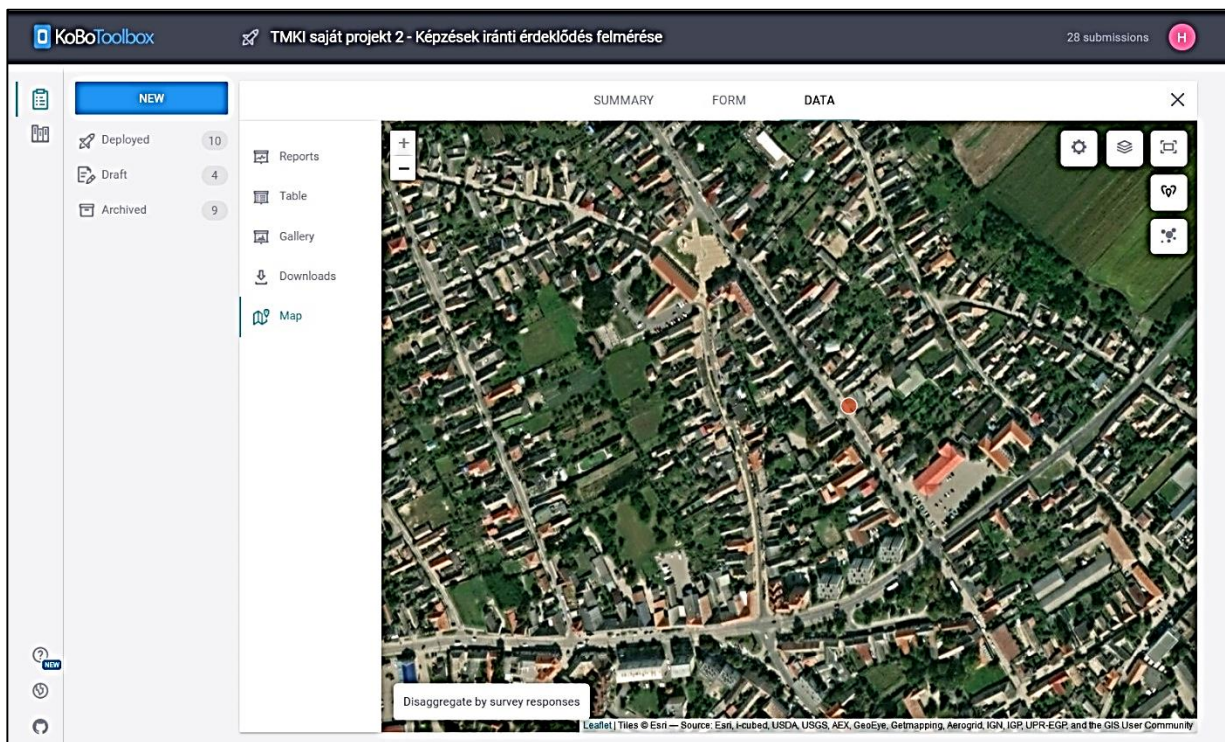 KoBoToolbox
TMKI saját projekt 2 - Képzések iránti érdeklődés felmérése
28 submissions
H
NEW
Deployed 10
Draft 4
Archived 9
SUMMARY FORM DATA
Reports
Table
Gallery
Downloads
Map
+
−
Disaggregate by survey responses
Leaflet | Tiles © Esri — Source: Esri, i-cubed, USDA, USGS, AEX, GeoEye, Getmapping, Aerogrid, IGN, IGP, UPR-EGP, and the GIS User Community
?
NEW